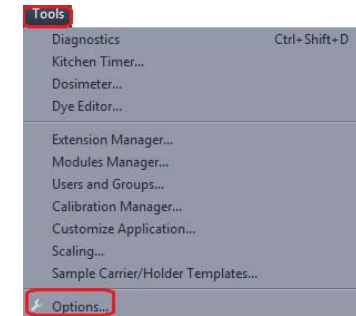 Tools
Diagnostics Ctrl+Shift+D
Kitchen Timer...
Dosimeter...
Dye Editor...
Extension Manager...
Modules Manager...
Users and Groups...
Calibration Manager...
Customize Application...
Scaling...
Sample Carrier/Holder Templates...
Options...